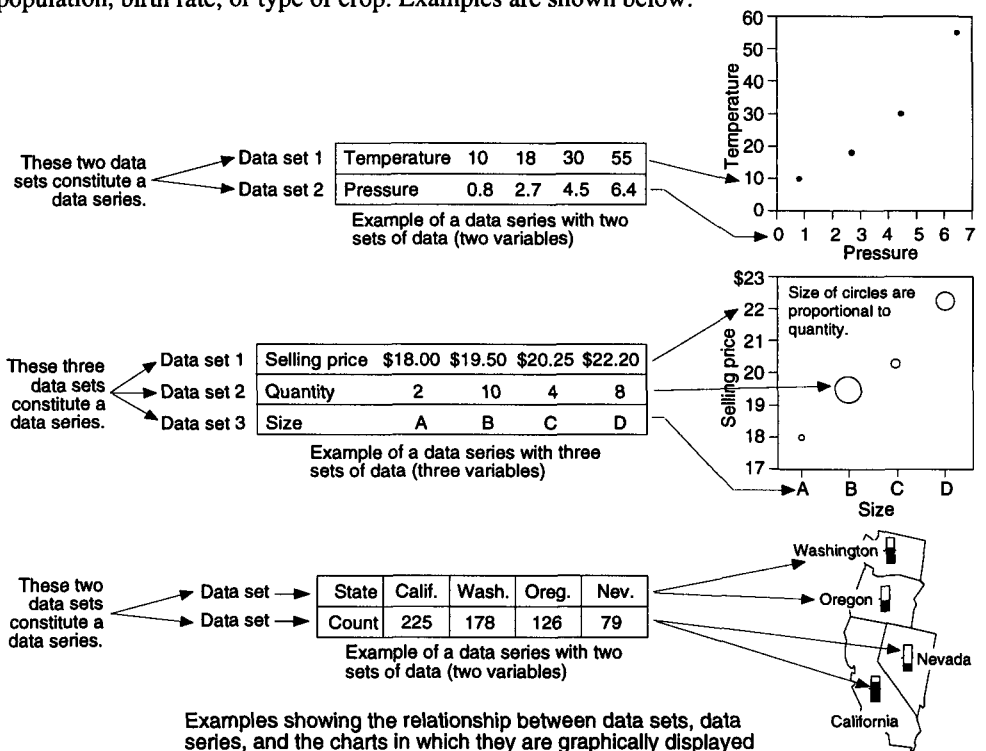 population, birth rate, or type of crop. Examples are shown below.
These two data
sets constitute a
data series.
Data set 1
Data set 2
Temperature 10 18 30 55
Pressure 0.8 2.7 4.5 6.4
Example of a data series with two
sets of data (two variables)
60
50
40
30
20
10
0
Temperature
0 1 2 3 4 5 6 7
Pressure
These three
data sets
constitute a
data series.
Data set 1
Data set 2
Data set 3
Selling price $18.00 $19.50 $20.25 $22.20
Quantity 2 10 4 8
Size A B C D
Example of a data series with three
sets of data (three variables)
$23
22
21
20
19
18
17
Selling price
Size of circles are
proportional to
quantity.
A B C D
Size
These two
data sets
constitute a
data series.
Data set
Data set
State Calif. Wash. Oreg. Nev.
Count 225 178 126 79
Example of a data series with two
sets of data (two variables)
Washington
Oregon
Nevada
California
Examples showing the relationship between data sets, data
series, and the charts in which they are graphically displayed